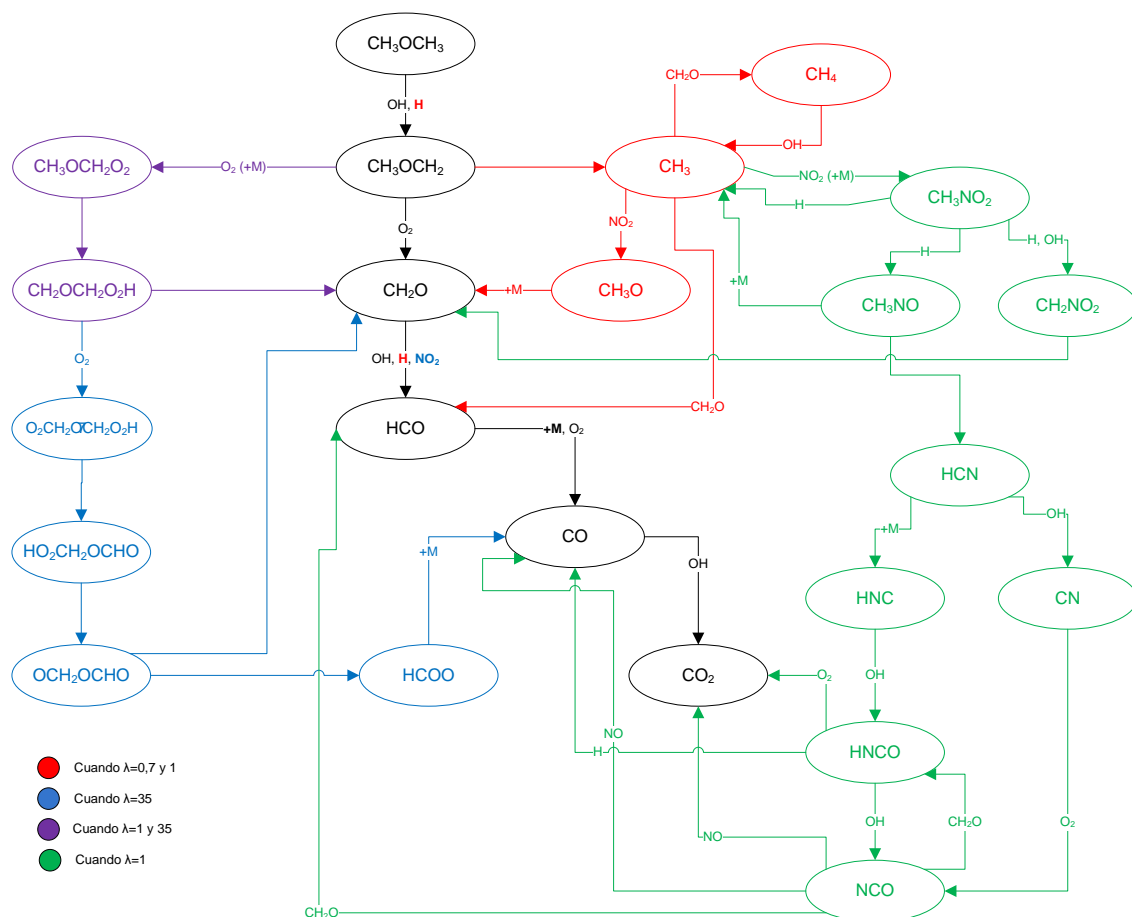 CH₃OCH₃
CH₂O
CH₄
OH, H
OH
CH₃OCH₂O₂
O₂ (+M)
CH₃OCH₂
CH₃
NO₂ (+M)
CH₃NO₂
H
NO₂
O₂
H
H, OH
CH₂OCH₂O₂H
CH₂O
+M
CH₃O
+M
CH₃NO
CH₂NO₂
O₂
OH, H, NO₂
CH₂O
HCO
+M, O₂
HCN
+M
OH
HO₂CH₂OCHO
+M
CO
OH
HNC
CN
OCH₂OCHO
HCOO
CO₂
O₂
OH
NO
H
HNCO
Cuando λ=0,7 y 1
Cuando λ=35
Cuando λ=1 y 35
Cuando λ=1
NO
OH
CH₂O
O₂
NCO
CH₂O